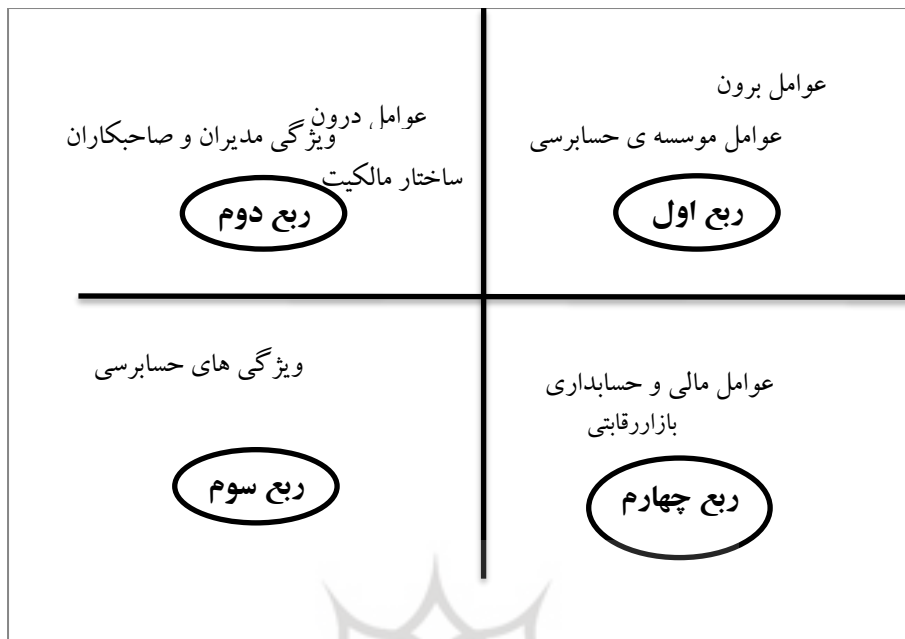 عوامل برون
عوامل موسسه ی حسابرسی
ربع اول
عوامل درون
ویژگی مدیران و صاحبکاران
ساختار مالکیت
ربع دوم
ویژگی های حسابرسی
ربع سوم
عوامل مالی و حسابداری
بازاررقابتی
ربع چهارم